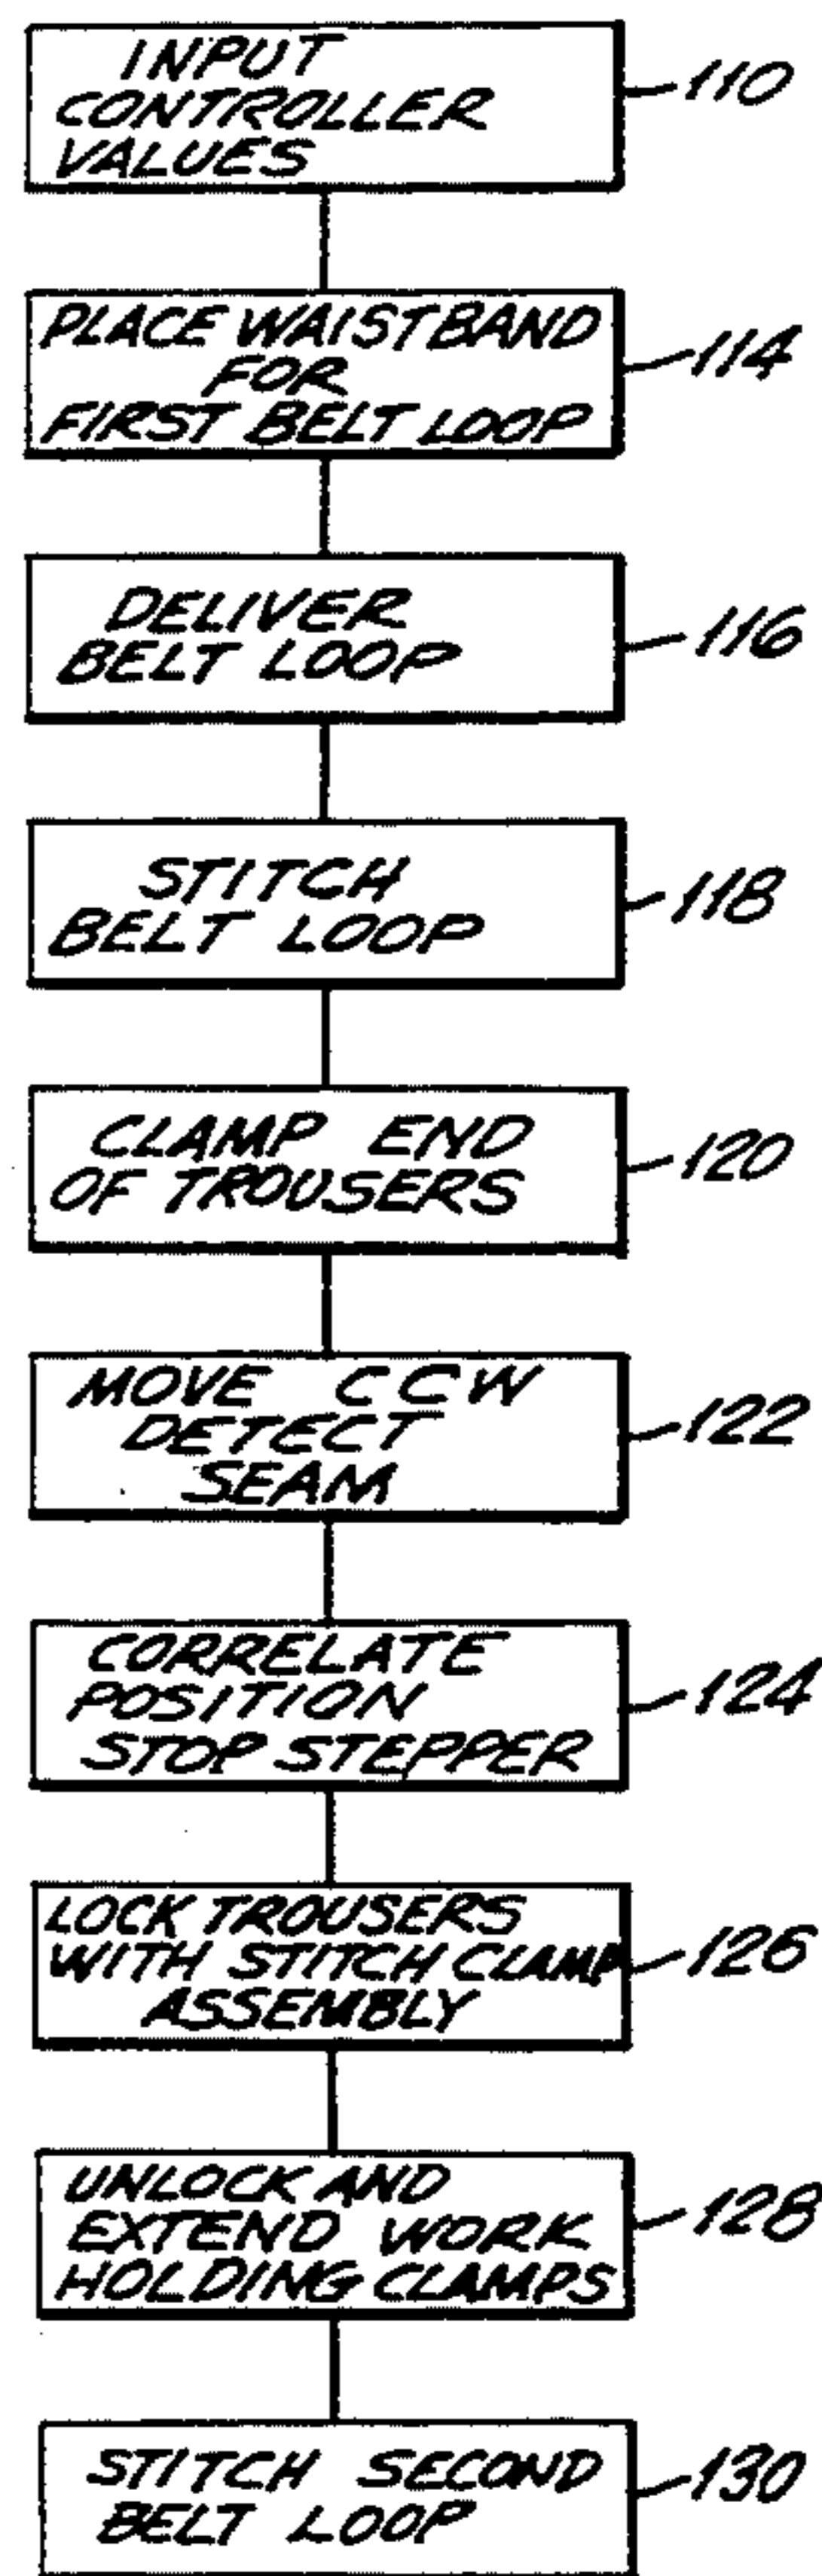 INPUT
CONTROLLER
VALUES
110
PLACE WAISTBAND
FOR
FIRST BELT LOOP
114
DELIVER
BELT LOOP
116
STITCH
BELT LOOP
118
CLAMP END
OF TROUSERS
120
MOVE CCW
DETECT
SEAM
122
CORRELATE
POSITION
STOP STEPPER
124
LOCK TROUSERS
WITH STITCH CLAMP
ASSEMBLY
126
UNLOCK AND
EXTEND WORK
HOLDING CLAMPS
128
STITCH SECOND
BELT LOOP
130